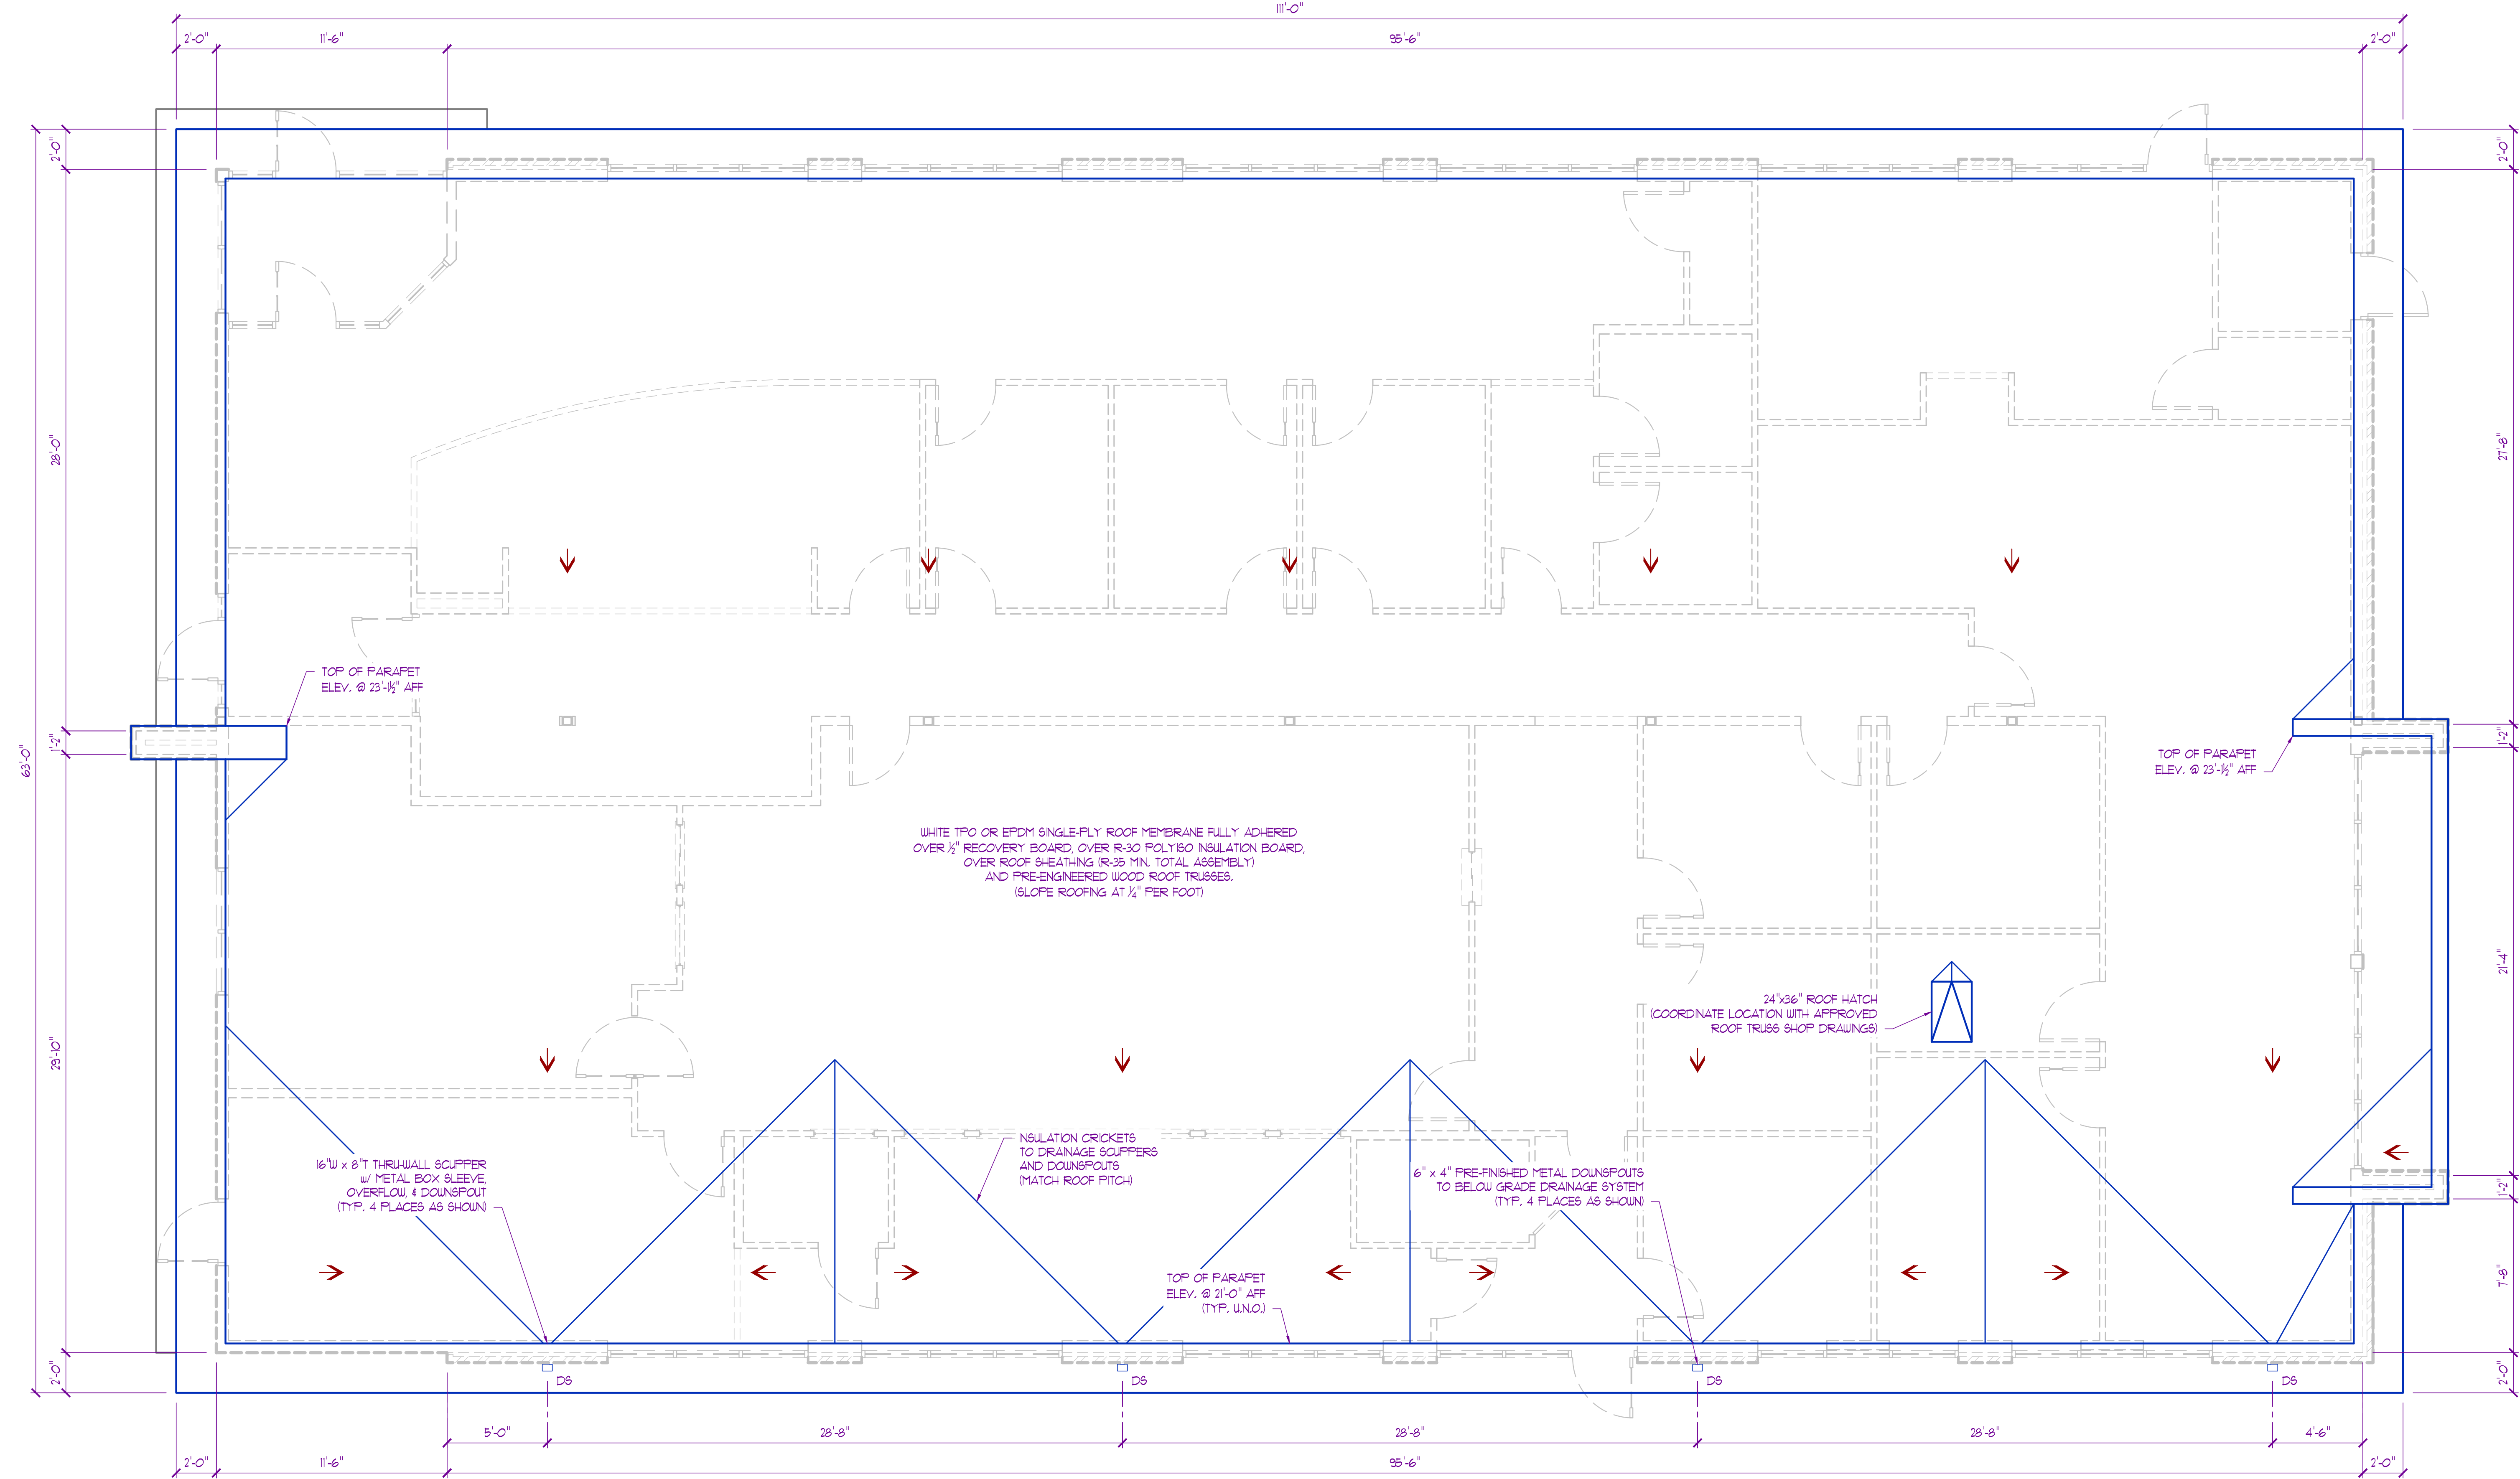 111'-0"
2'-0"
11'-6"
95'-6"
2'-0"
2'-0"
28'-0"
1'-2"
63'-0"
29'-10"
2'-0"
2'-0"
27'-8"
1'-2"
21'-4"
1'-2"
7'-8"
2'-0"
TOP OF PARAPET
ELEV. @ 23'-1½" AFF
TOP OF PARAPET
ELEV. @ 23'-1½" AFF
WHITE TPO OR EPDM SINGLE-PLY ROOF MEMBRANE FULLY ADHERED
OVER ½" RECOVERY BOARD, OVER R-30 POLYISO INSULATION BOARD,
OVER ROOF SHEATHING (R-35 MIN. TOTAL ASSEMBLY)
AND PRE-ENGINEERED WOOD ROOF TRUSSES.
(SLOPE ROOFING AT ¼" PER FOOT)
24"x36" ROOF HATCH
(COORDINATE LOCATION WITH APPROVED
ROOF TRUSS SHOP DRAWINGS)
INSULATION CRICKETS
TO DRAINAGE SCUPPERS
AND DOWNSPOUTS
(MATCH ROOF PITCH)
16"W x 8"T THRU-WALL SCUPPER
W/ METAL BOX SLEEVE,
OVERFLOW, & DOWNSPOUT
(TYP. 4 PLACES AS SHOWN)
6" x 4" PRE-FINISHED METAL DOWNSPOUTS
TO BELOW GRADE DRAINAGE SYSTEM
(TYP. 4 PLACES AS SHOWN)
TOP OF PARAPET
ELEV. @ 21'-0" AFF
(TYP. U.N.O.)
DS
DS
DS
DS
5'-0"
28'-8"
28'-8"
28'-8"
4'-6"
2'-0"
11'-6"
95'-6"
2'-0"